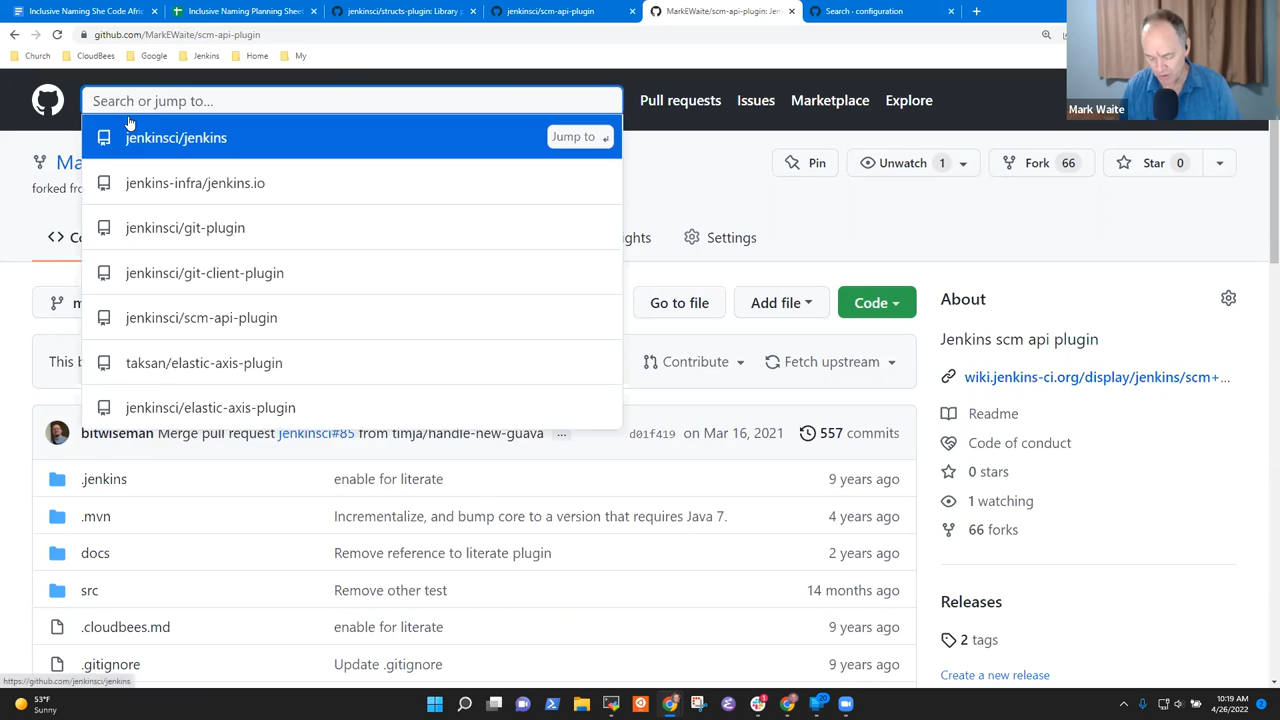 Inclusive Naming She Code Afri
Inclusive Naming Planning Sheet
jenkinsci/structs-plugin: Library p
jenkinsci/scm-api-plugin
MarkEWaite/scm-api-plugin: Jen
Search · configuration
github.com/MarkEWaite/scm-api-plugin
Church
CloudBees
Google
Jenkins
Home
My
Mark Waite
Search or jump to...
Pull requests
Issues
Marketplace
Explore
jenkinsci/jenkins
Jump to
jenkins-infra/jenkins.io
jenkinsci/git-plugin
jenkinsci/git-client-plugin
jenkinsci/scm-api-plugin
taksan/elastic-axis-plugin
jenkinsci/elastic-axis-plugin
Ma
forked fro
Pin
Unwatch 1
Fork 66
Star 0
<> Co
ghts
Settings
m
Go to file
Add file
Code
This b
Contribute
Fetch upstream
bitwiseman Merge pull request jenkinsci#85 from timja/handle-new-guava ... d01f419 on Mar 16, 2021 557 commits
.jenkins enable for literate 9 years ago
.mvn Incrementalize, and bump core to a version that requires Java 7. 4 years ago
docs Remove reference to literate plugin 2 years ago
src Remove other test 14 months ago
.cloudbees.md enable for literate 9 years ago
.gitignore Update .gitignore 9 years ago
About
Jenkins scm api plugin
wiki.jenkins-ci.org/display/jenkins/scm+...
Readme
Code of conduct
0 stars
1 watching
66 forks
Releases
2 tags
Create a new release
https://github.com/jenkinsci/jenkins
53°F
Sunny
20
10:19 AM
4/26/2022
2